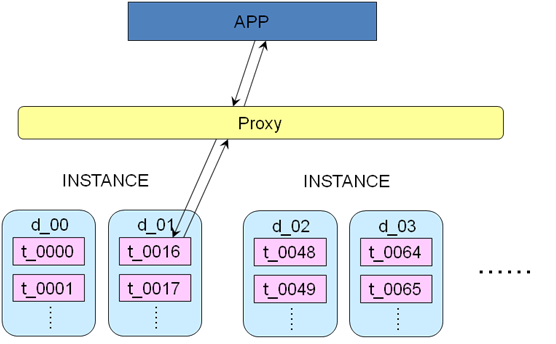 APP
Proxy
INSTANCE
INSTANCE
d_00
d_01
d_02
d_03
t_0000
t_0016
t_0048
t_0064
t_0001
t_0017
t_0049
t_0065
......